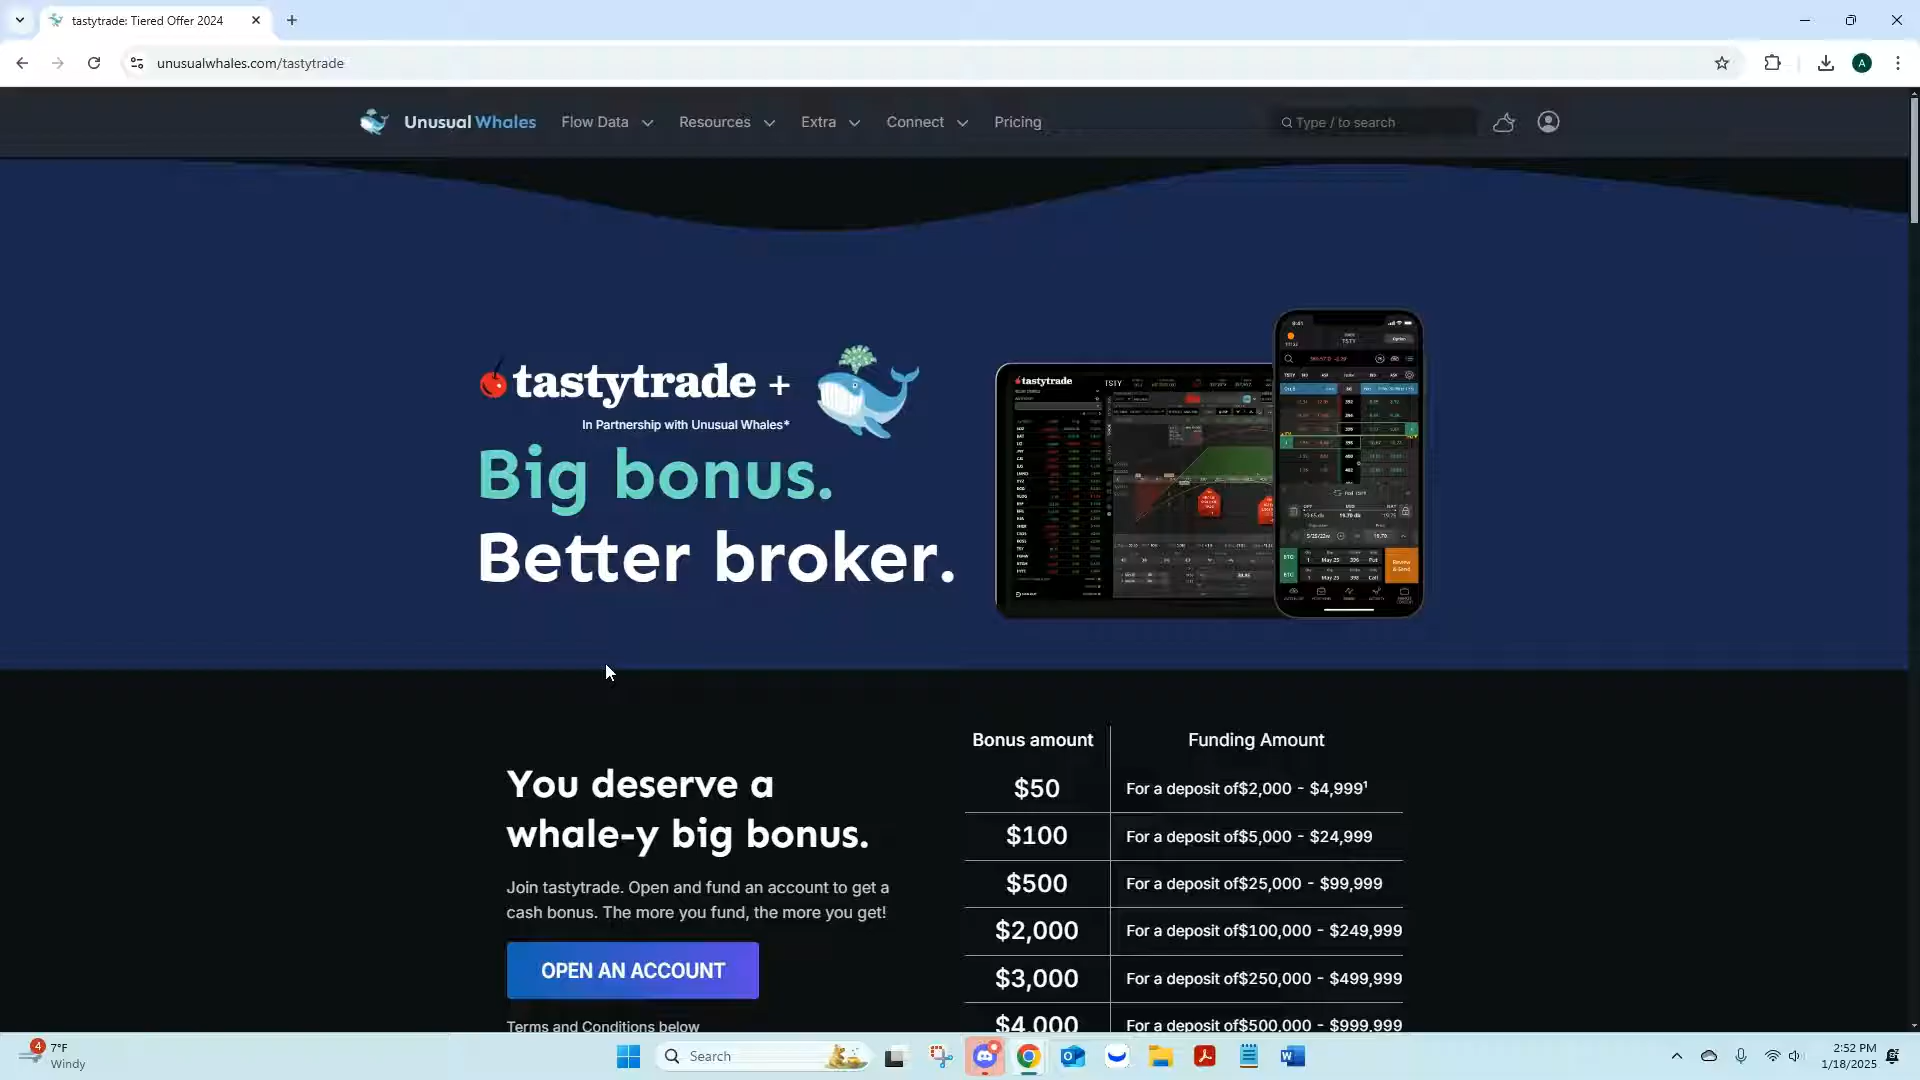 tastytrade: Tiered Offer 2024
unusualwhales.com/tastytrade
A
Unusual Whales
Flow Data
Resources
Extra
Connect
Pricing
Type / to search
tastytrade +
In Partnership with Unusual Whales*
Big bonus.
Better broker.
tastytrade
TSTY
You deserve a
whale-y big bonus.
Join tastytrade. Open and fund an account to get a
cash bonus. The more you fund, the more you get!
OPEN AN ACCOUNT
Terms and Conditions below
Bonus amount Funding Amount
$50 For a deposit of$2,000 - $4,999¹
$100 For a deposit of$5,000 - $24,999
$500 For a deposit of$25,000 - $99,999
$2,000 For a deposit of$100,000 - $249,999
$3,000 For a deposit of$250,000 - $499,999
$4,000 For a deposit of$500,000 - $999,999
4
7°F
Windy
Search
2:52 PM
1/18/2025